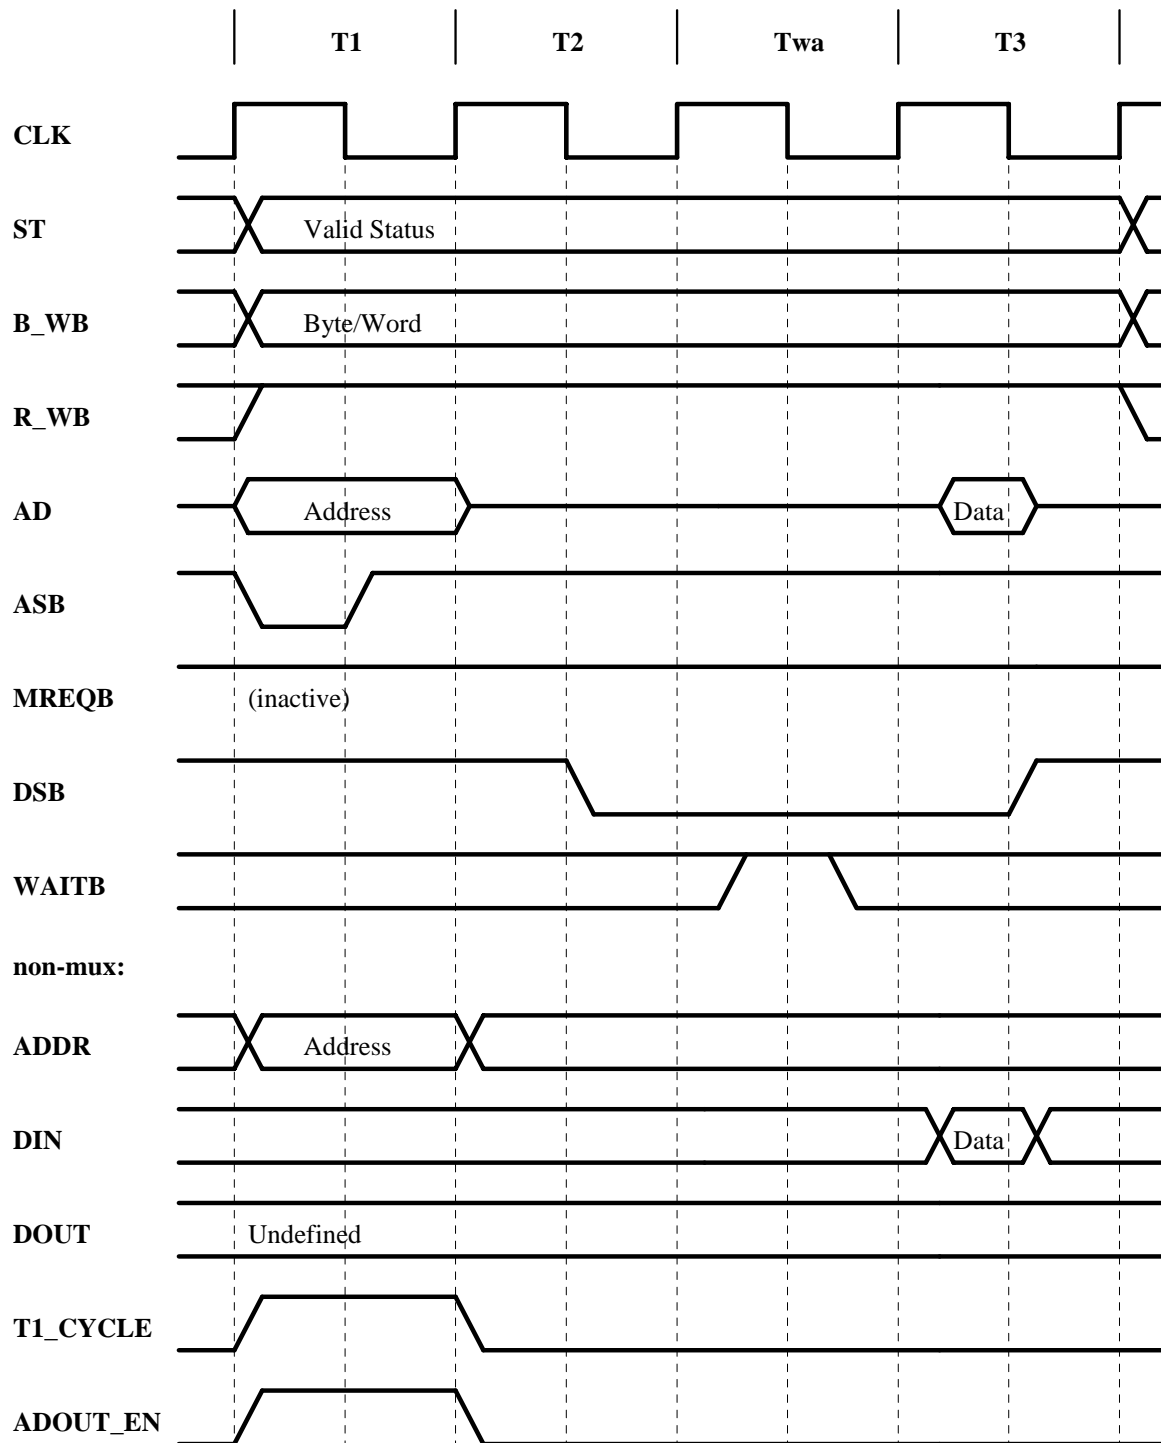 T1 T2 Twa T3
CLK
ST Valid Status
B_WB Byte/Word
R_WB
AD Address Data
ASB
MREQB (inactive)
DSB
WAITB
non-mux:
ADDR Address
DIN Data
DOUT Undefined
T1_CYCLE
ADOUT_EN